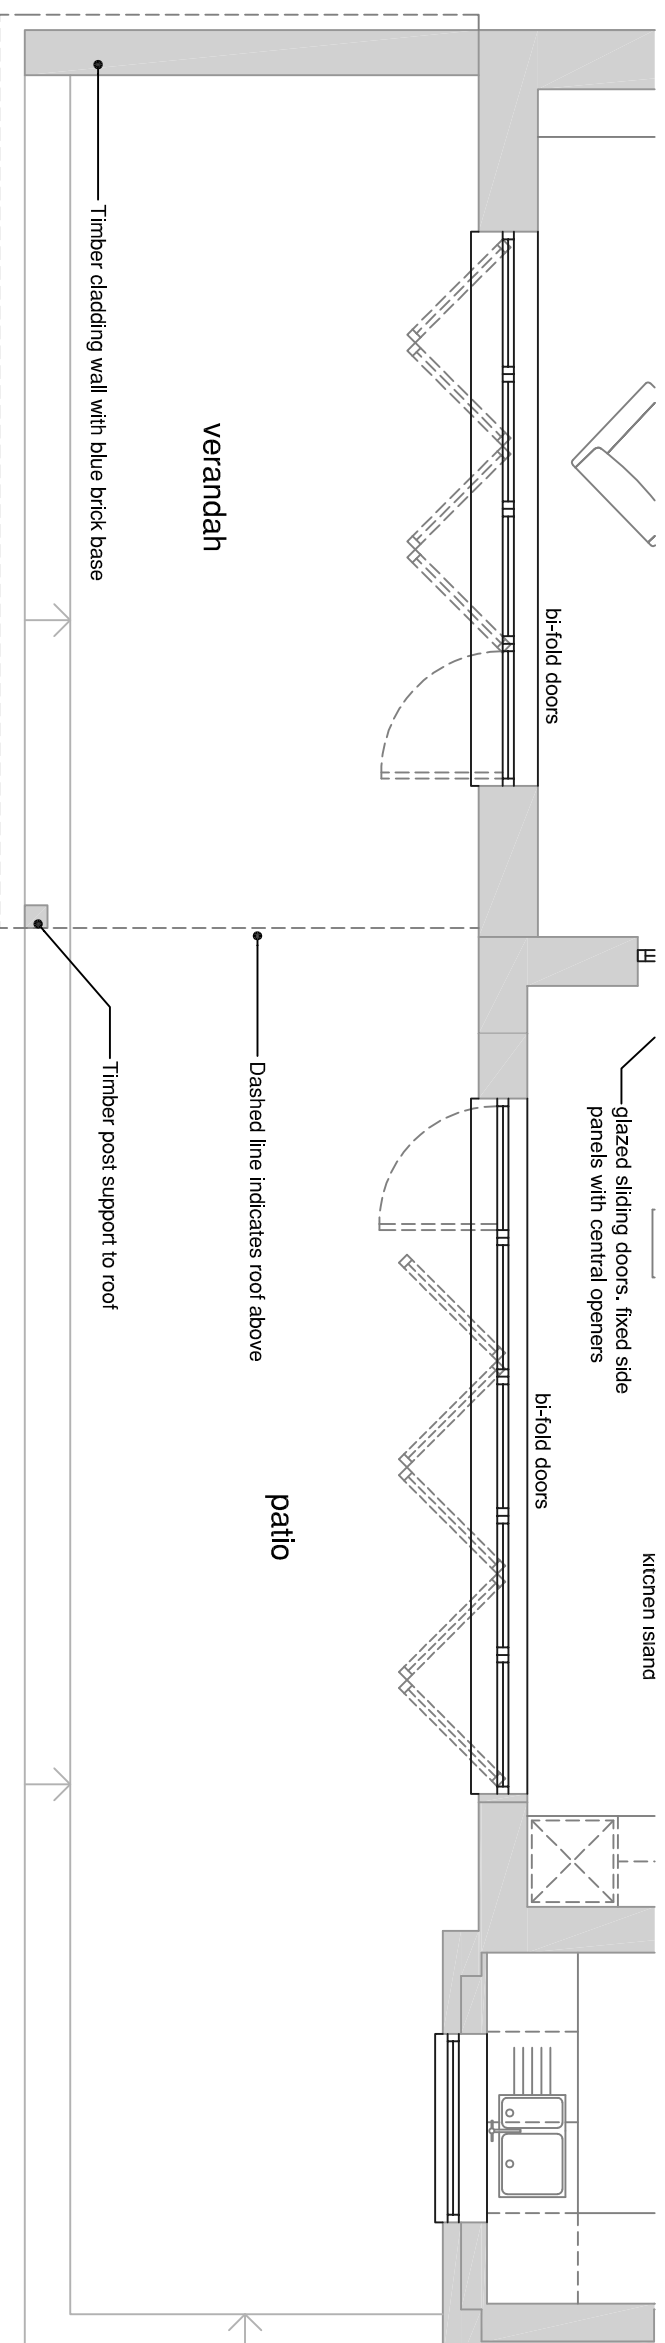 Timber cladding wall with blue brick base
verandah
bi-fold doors
Timber post support to roof
Dashed line indicates roof above
glazed sliding doors. fixed side
panels with central openers
bi-fold doors
patio
kitchen island